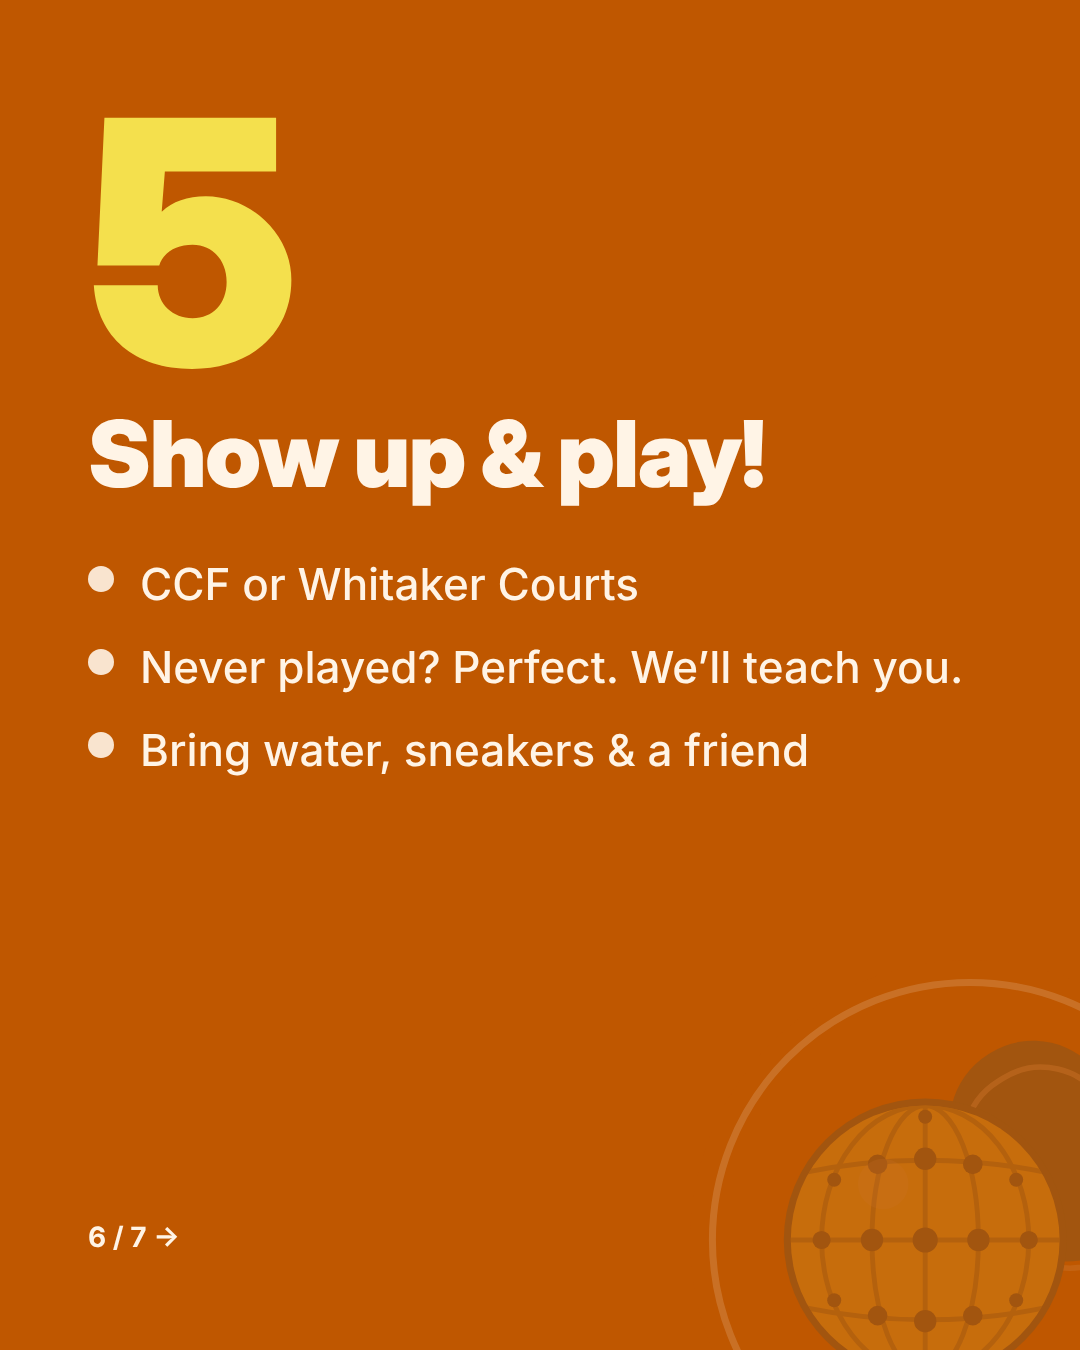 5
Show up & play!
CCF or Whitaker Courts
Never played? Perfect. We’ll teach you.
Bring water, sneakers & a friend
6 / 7 →